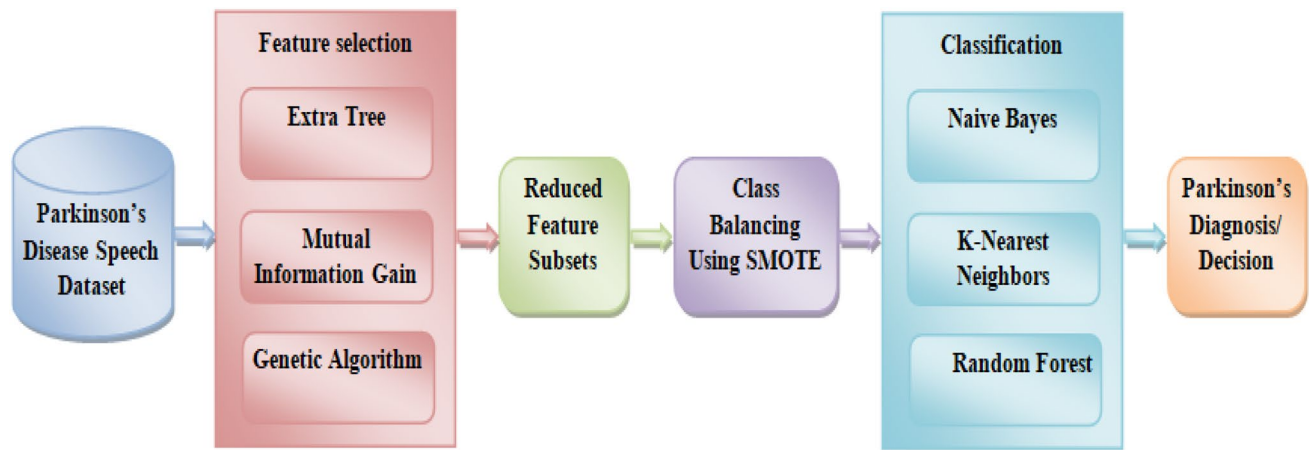 Parkinson's
Disease Speech
Dataset
Feature selection
Extra Tree
Mutual
Information Gain
Genetic Algorithm
Reduced
Feature
Subsets
Class
Balancing
Using SMOTE
Classification
Naive Bayes
K-Nearest
Neighbors
Random Forest
Parkinson's
Diagnosis/
Decision